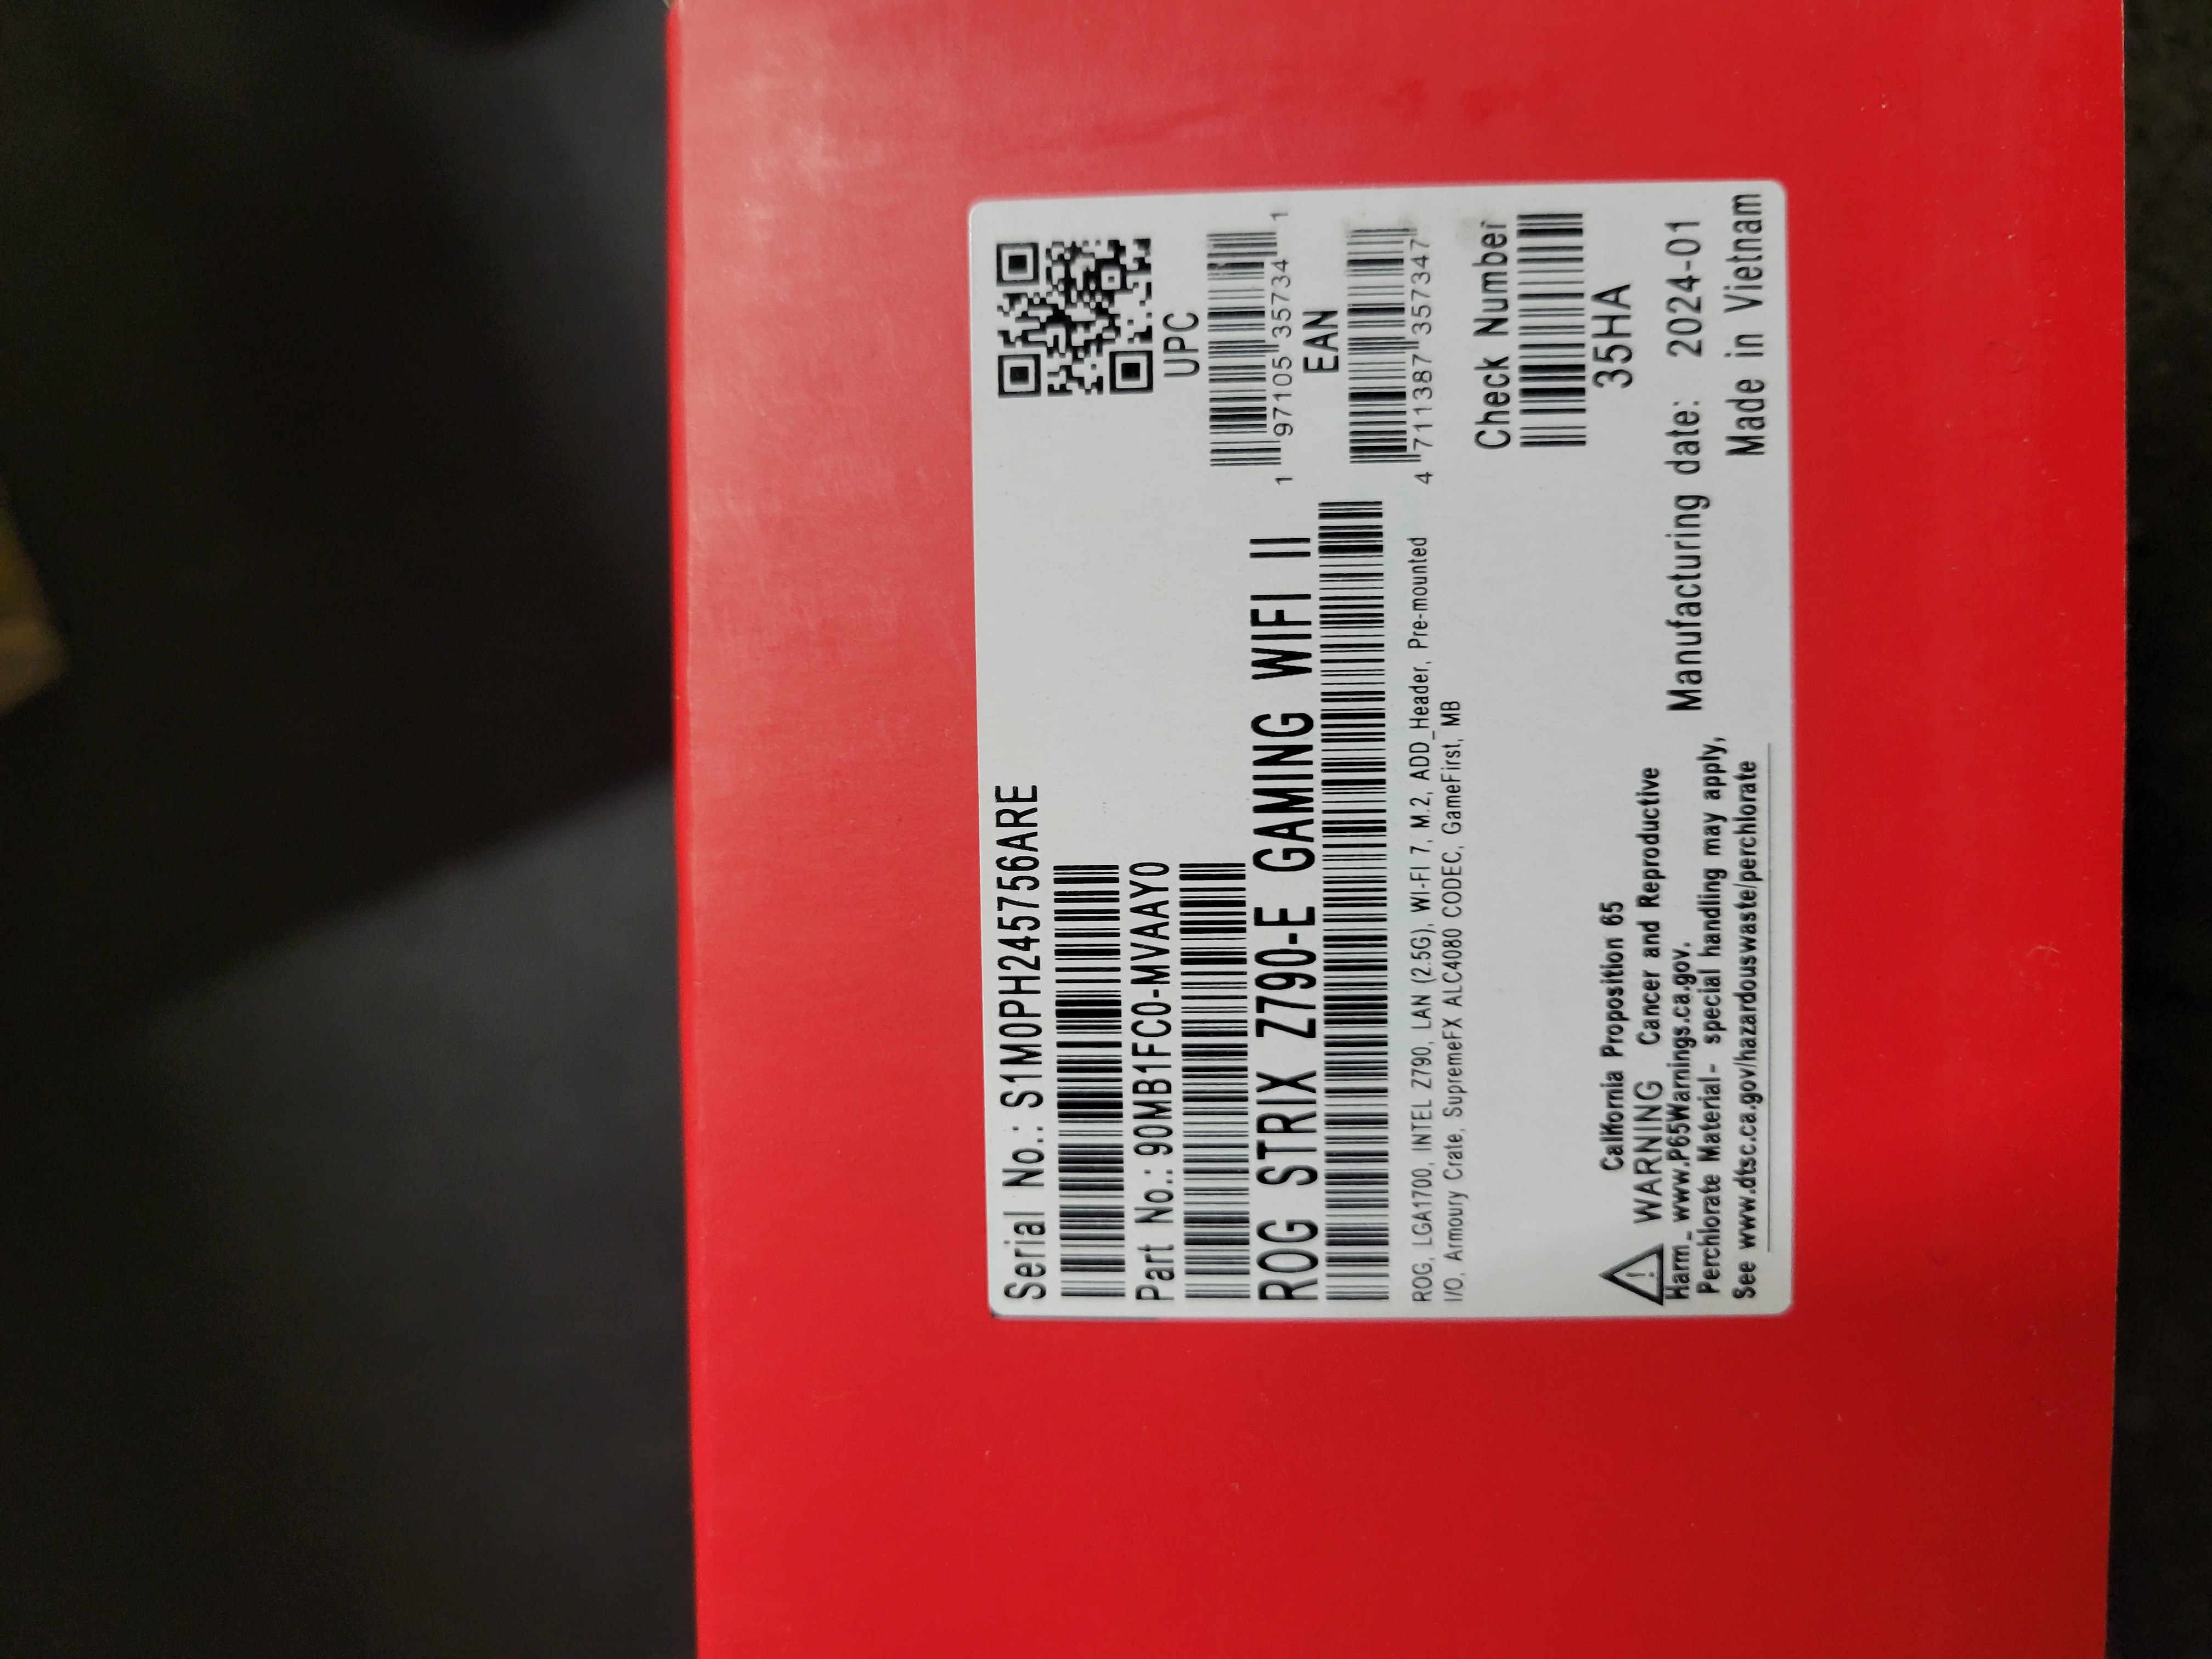 Serial No.: S1M0PH245756ARE
Part No.: 90MB1FC0-MVAAY0
UPC
1 97105 35734 1
ROG STRIX Z790-E GAMING WIFI II
EAN
4 711387 357347
ROG, LGA1700, INTEL Z790, LAN (2.5G), WI-FI 7, M.2, ADD_Header, Pre-mounted
I/O, Armoury Crate, SupremeFX ALC4080 CODEC, GameFirst, MB
Check Number
35HA
California Proposition 65
WARNING Cancer and Reproductive
Harm_ www.P65Warnings.ca.gov.
Perchlorate Material- special handling may apply,
See www.dtsc.ca.gov/hazardouswaste/perchlorate
Manufacturing date: 2024-01
Made in Vietnam